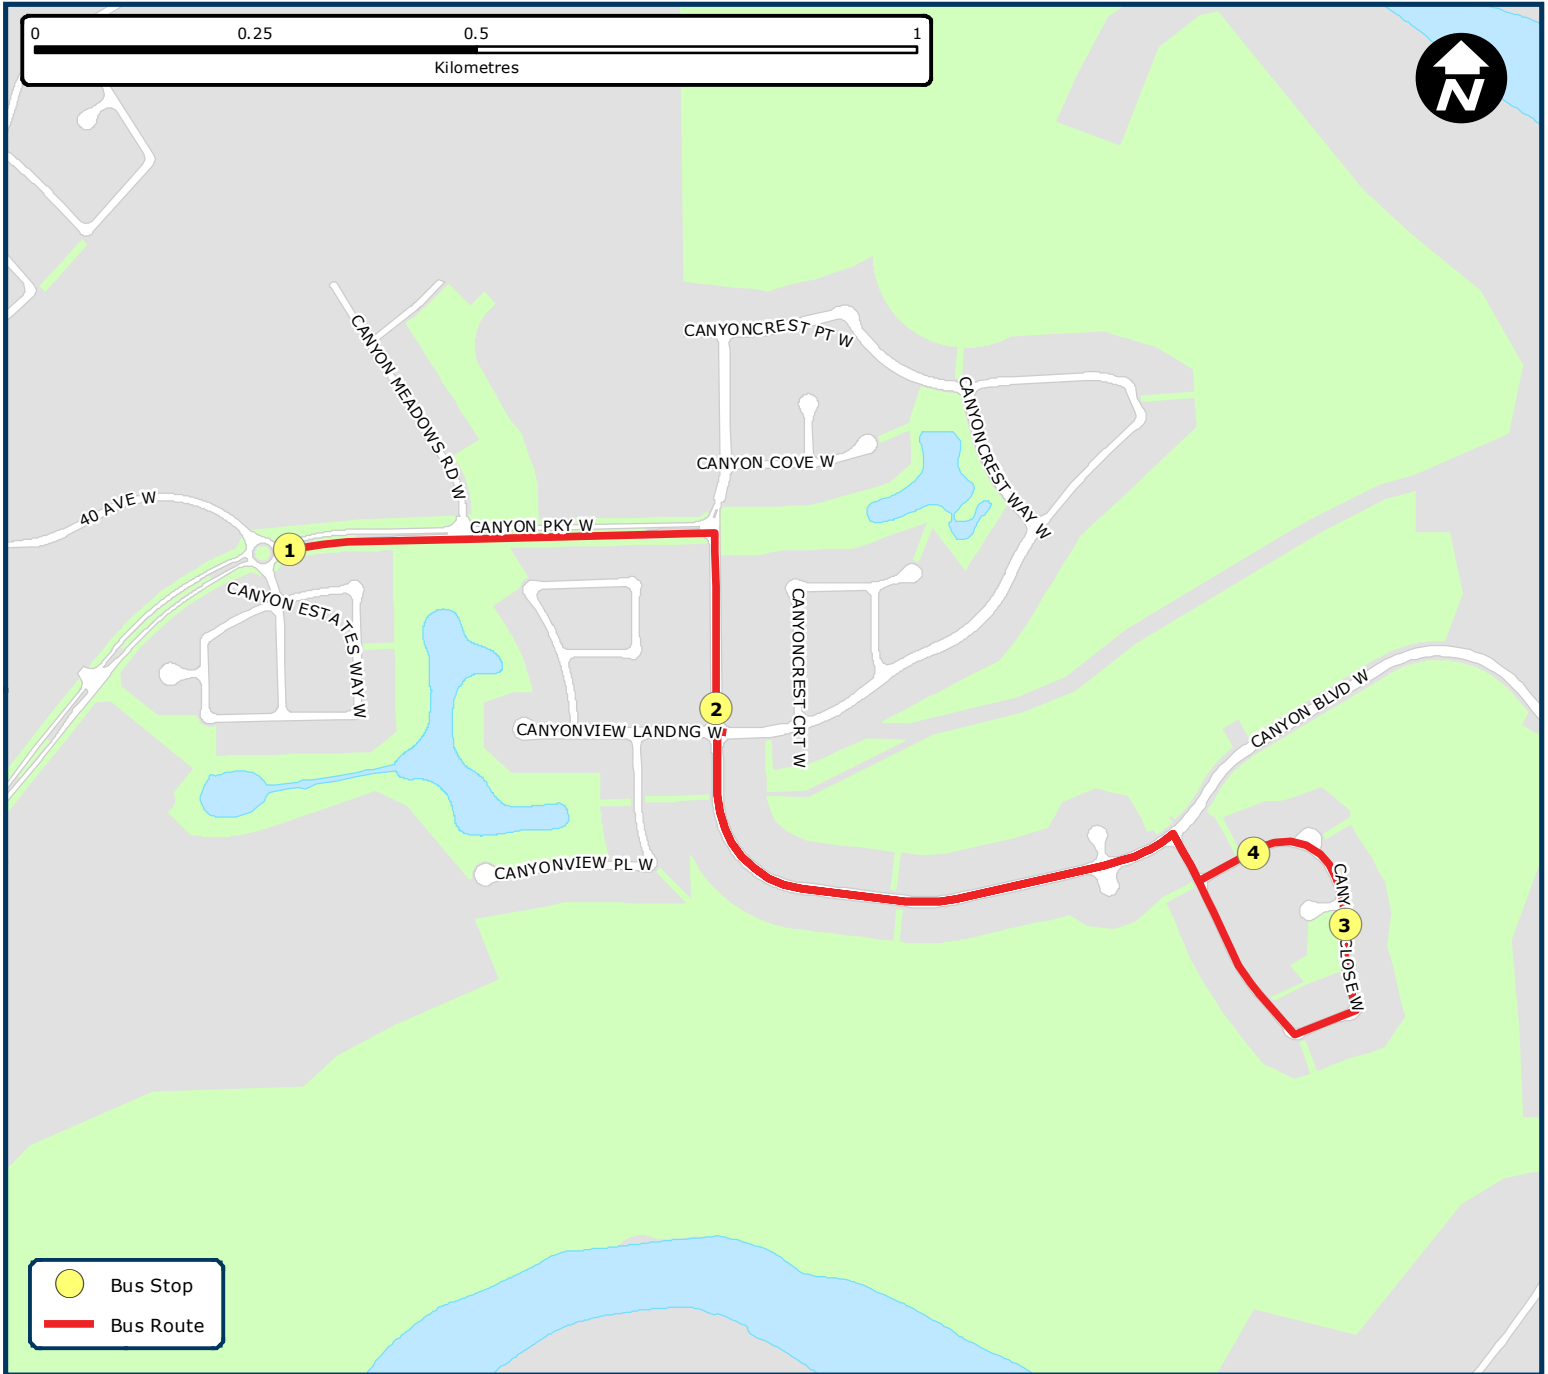 0 0.25 0.5 1
Kilometres
N
CANYON MEADOWS RD W
CANYONCREST PT W
CANYONCREST WAY W
CANYON COVE W
40 AVE W
CANYON PKY W
1
CANYON ESTATES WAY W
CANYONCREST CRT W
2
CANYONVIEW LANDNG W
CANYON BLVD W
CANYONVIEW PL W
4
CANY
3
CLOSE W
Bus Stop
Bus Route